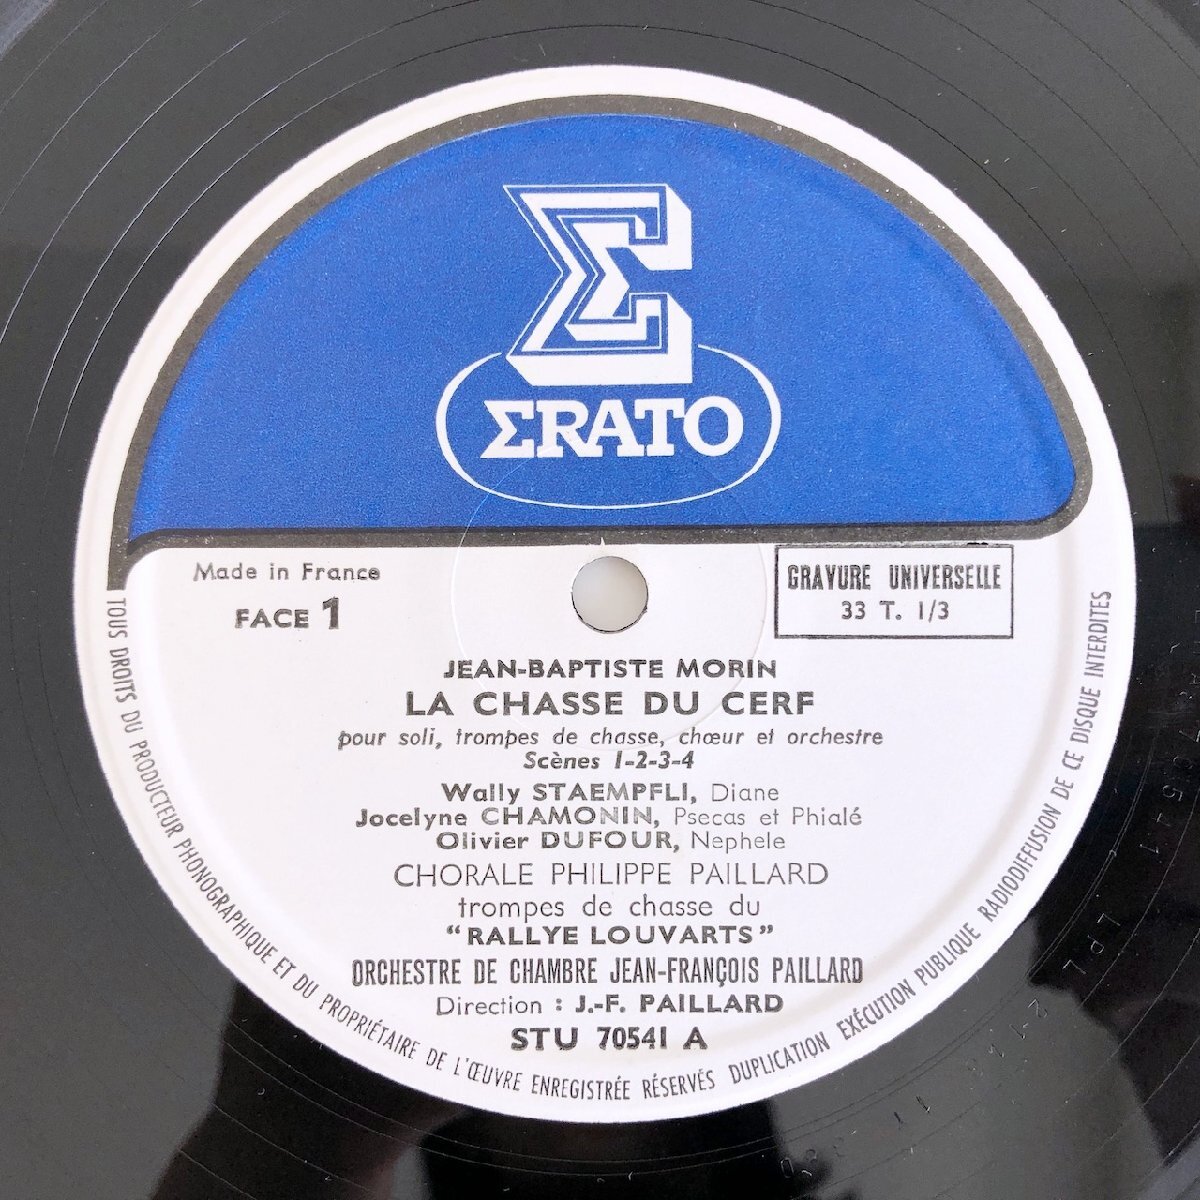 ΣRATO
Made in France
FACE 1
GRAVURE UNIVERSELLE
33 T. 1/3
JEAN-BAPTISTE MORIN
LA CHASSE DU CERF
pour soli, trompes de chasse, chœur et orchestre
Scènes 1-2-3-4
Wally STAEMPFLI, Diane
Jocelyne CHAMONIN, Psecas et Phialé
Olivier DUFOUR, Nephele
CHORALE PHILIPPE PAILLARD
trompes de chasse du
“RALLYE LOUVARTS”
ORCHESTRE DE CHAMBRE JEAN-FRANÇOIS PAILLARD
Direction : J.-F. PAILLARD
STU 70541 A
TOUS DROITS DU PRODUCTEUR PHONOGRAPHIQUE ET DU PROPRIÉTAIRE DE L'ŒUVRE ENREGISTRÉE RÉSERVÉS DUPLICATION EXÉCUTION PUBLIQUE RADIODIFFUSION DE CE DISQUE INTERDITES